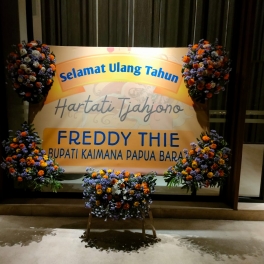 Selamat Ulang Tahun
Hartati Tjahjono
FREDDY THIE
BUPATI KAIMANA PAPUA BARAT